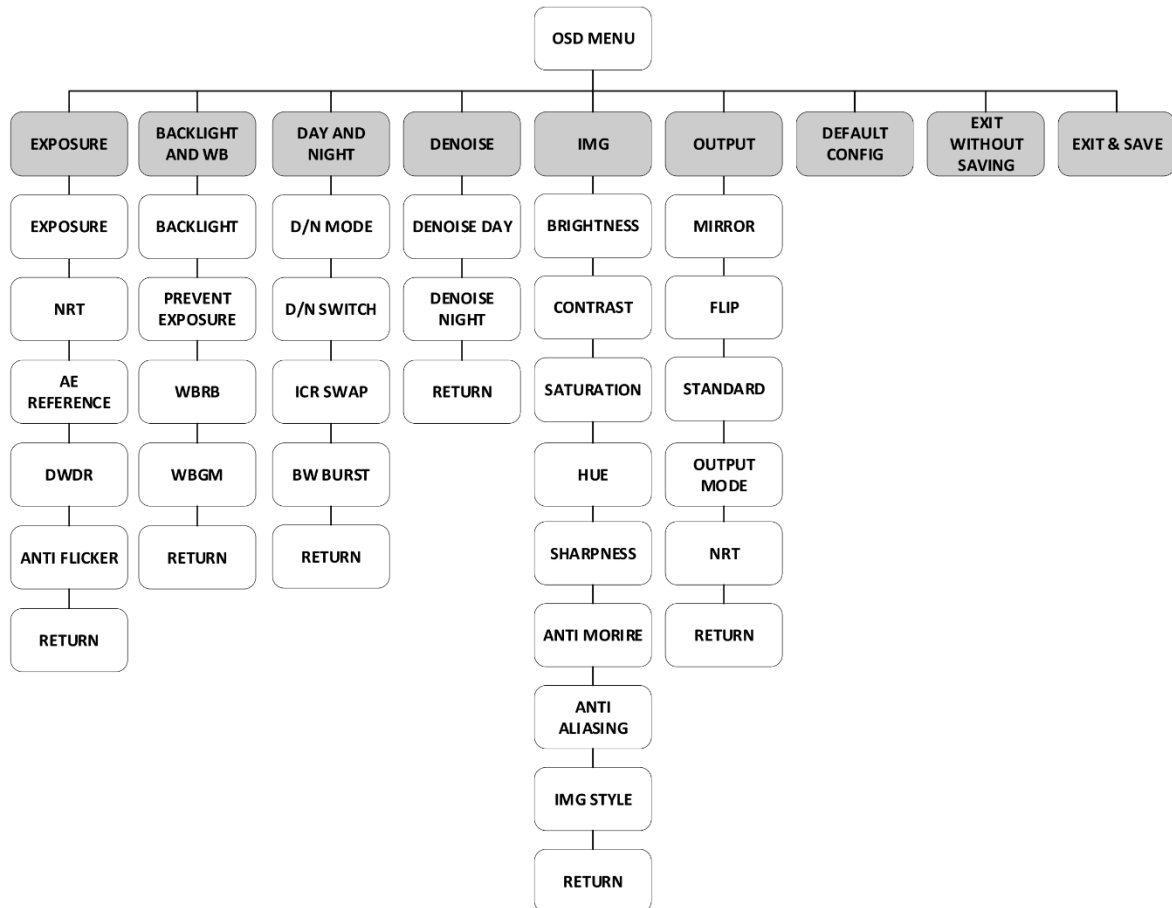 OSD MENU
EXPOSURE
BACKLIGHT
AND WB
DAY AND
NIGHT
DENOISE
IMG
OUTPUT
DEFAULT
CONFIG
EXIT
WITHOUT
SAVING
EXIT & SAVE
EXPOSURE
NRT
AE
REFERENCE
DWDR
ANTI FLICKER
RETURN
BACKLIGHT
PREVENT
EXPOSURE
WBRB
WBGM
RETURN
D/N MODE
D/N SWITCH
ICR SWAP
BW BURST
RETURN
DENOISE DAY
DENOISE
NIGHT
RETURN
BRIGHTNESS
CONTRAST
SATURATION
HUE
SHARPNESS
ANTI MORIRE
ANTI
ALIASING
IMG STYLE
RETURN
MIRROR
FLIP
STANDARD
OUTPUT
MODE
NRT
RETURN